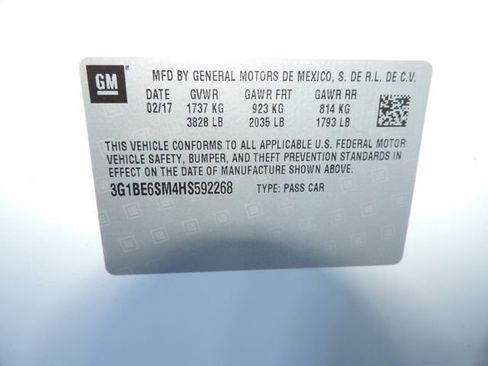 GM MFD BY GENERAL MOTORS DE MEXICO, S. DE R.L. DE C.V.
DATE GVWR GAWR FRT GAWR RR
02/17 1737 KG 923 KG 814 KG
3828 LB 2035 LB 1793 LB
THIS VEHICLE CONFORMS TO ALL APPLICABLE U.S. FEDERAL MOTOR
VEHICLE SAFETY, BUMPER, AND THEFT PREVENTION STANDARDS IN
EFFECT ON THE DATE OF MANUFACTURE SHOWN ABOVE.
3G1BE6SM4HS592268 TYPE: PASS CAR